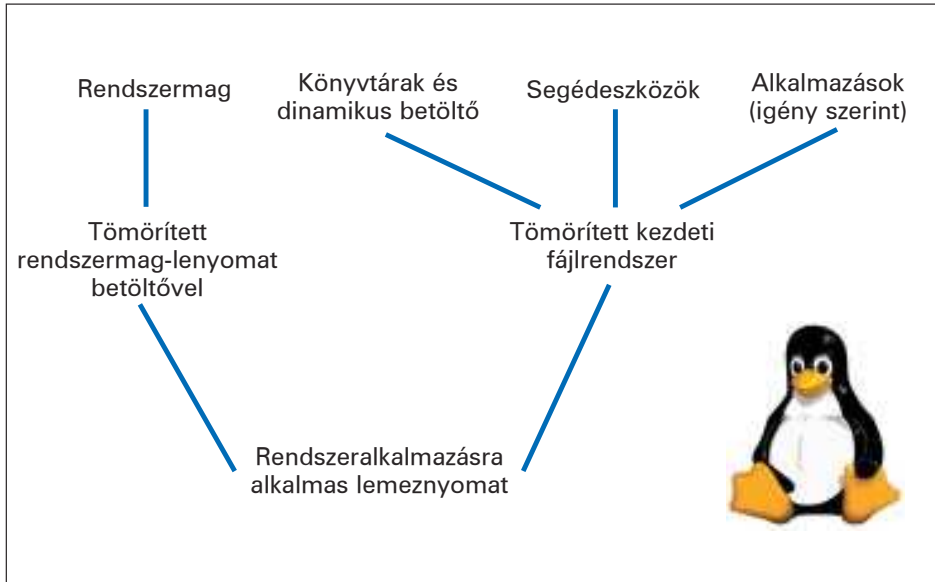 Rendszermag
Könyvtárak és
dinamikus betöltő
Segédeszközök
Alkalmazások
(igény szerint)
Tömörített
rendszermag-lenyomat
betöltővel
Tömörített kezdeti
fájlrendszer
Rendszeralkalmazásra
alkalmas lemeznyomat